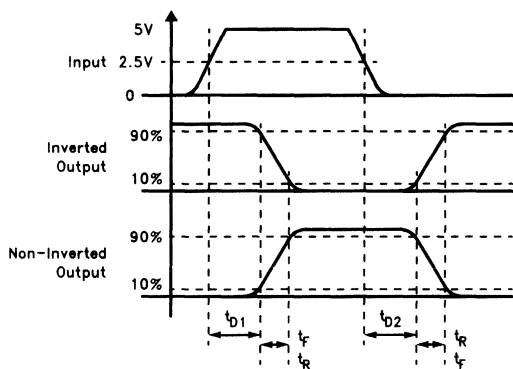 5V
Input 2.5V
0
90%
Inverted
Output
10%
90%
Non-Inverted
Output
10%
tD1 tF tD2 tR
tR tF